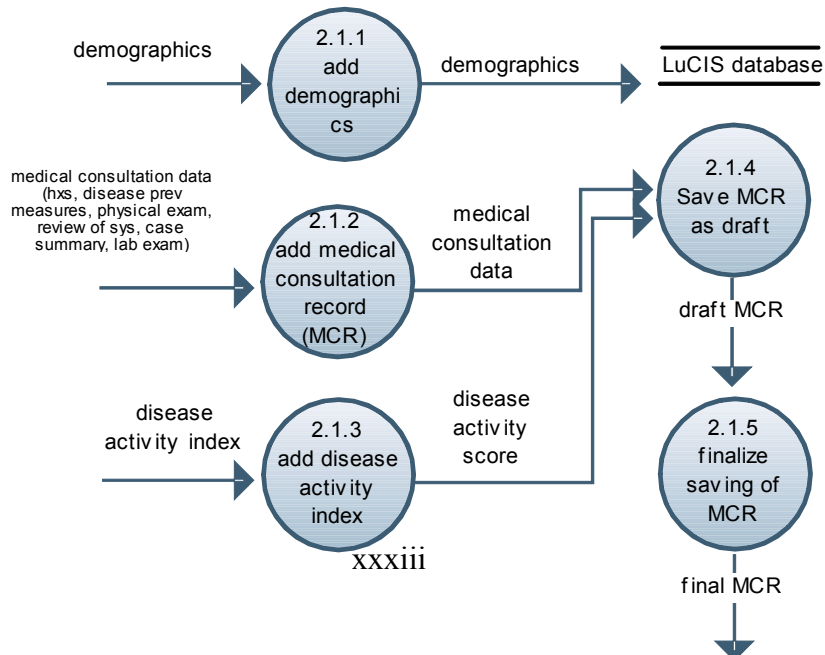 demographics
2.1.1
add
demographi
cs
demographics
LuCIS database
medical consultation data
(hxs, disease prev
measures, physical exam,
review of sys, case
summary, lab exam)
2.1.2
add medical
consultation
record
(MCR)
medical
consultation
data
2.1.4
Save MCR
as draft
draft MCR
disease
activity index
2.1.3
add disease
activity
index
disease
activity
score
2.1.5
finalize
saving of
MCR
xxxiii
final MCR